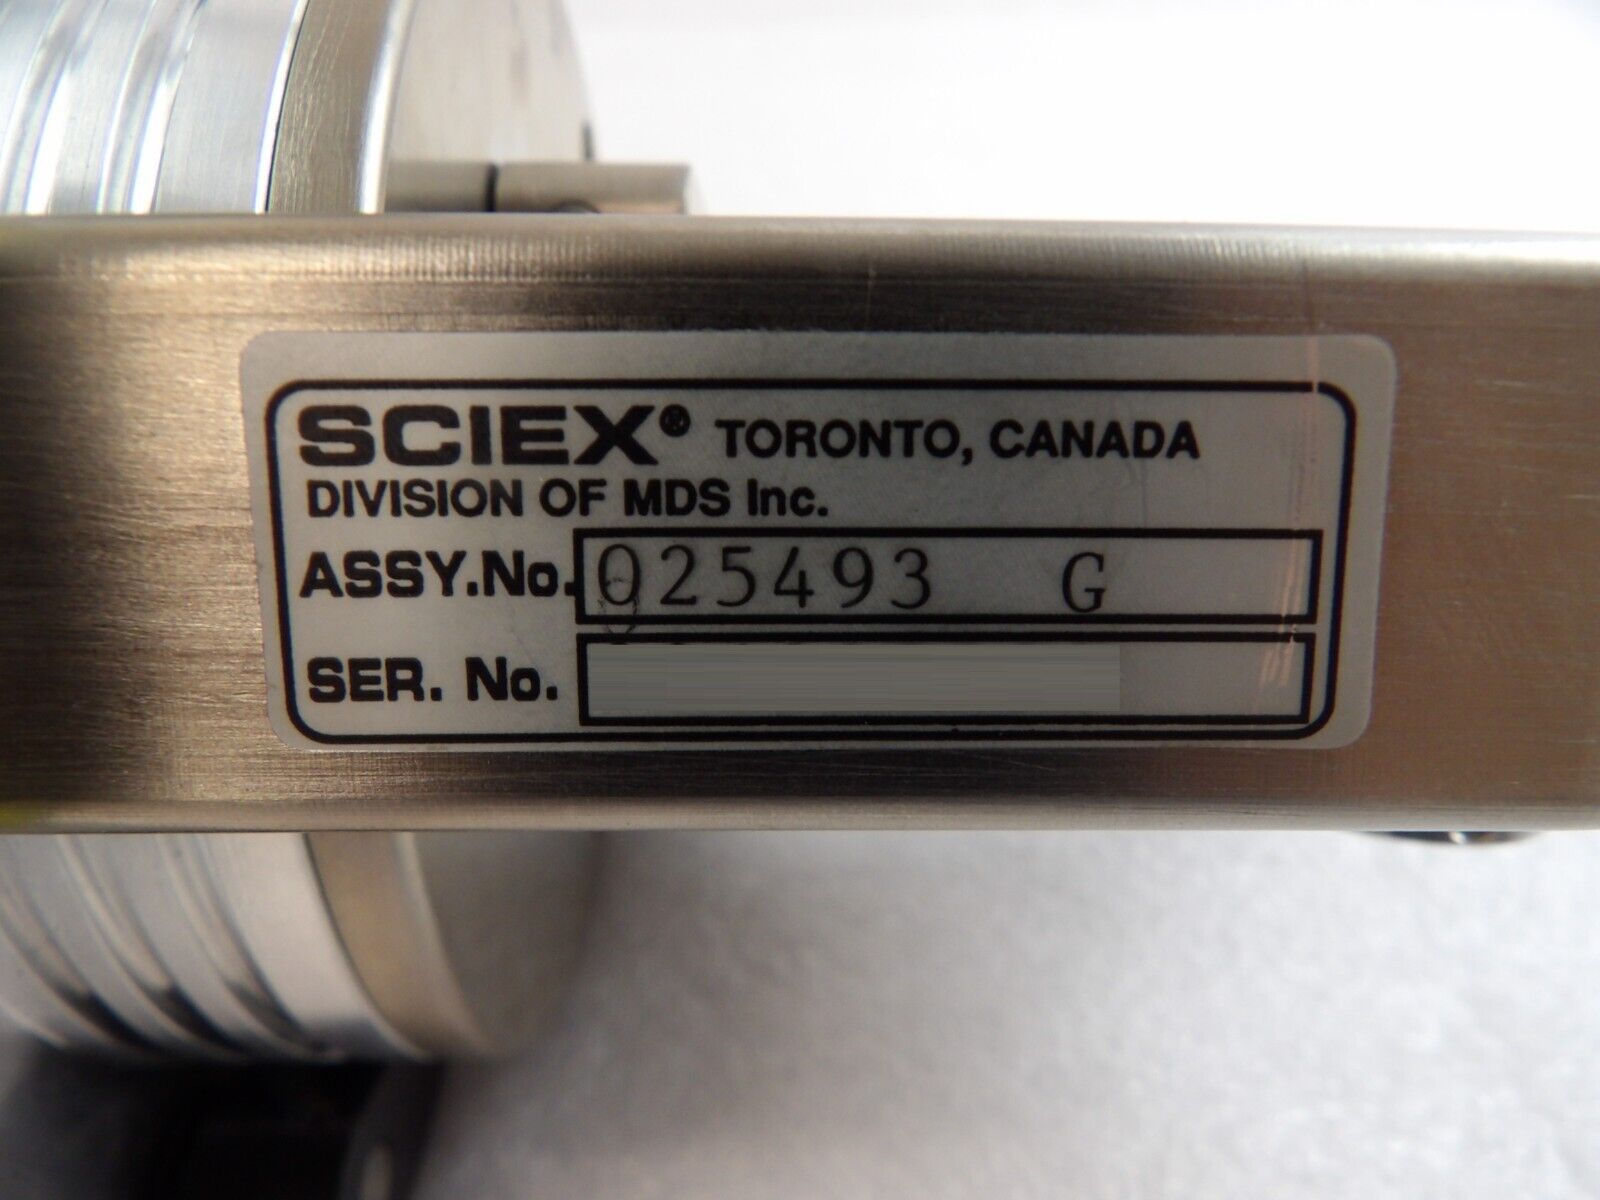 SCIEX® TORONTO, CANADA
DIVISION OF MDS Inc.
ASSY.No. 025493 G
SER. No.